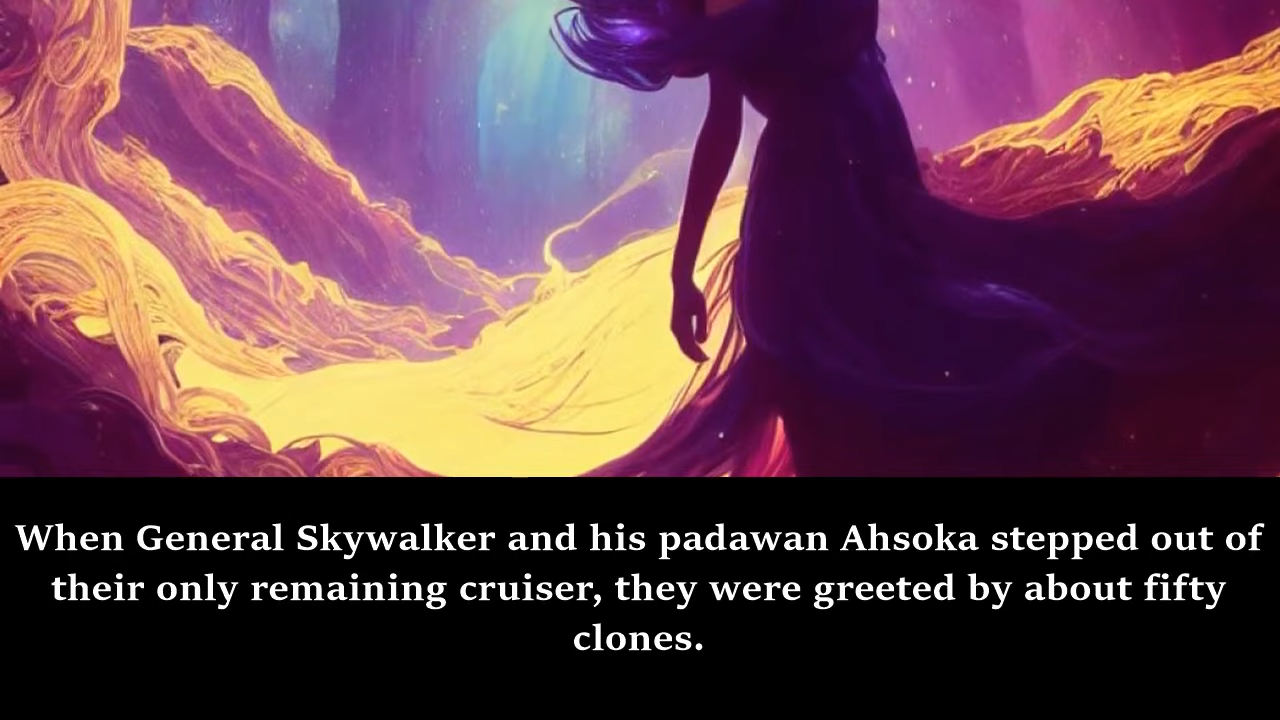 When General Skywalker and his padawan Ahsoka stepped out of
their only remaining cruiser, they were greeted by about fifty
clones.